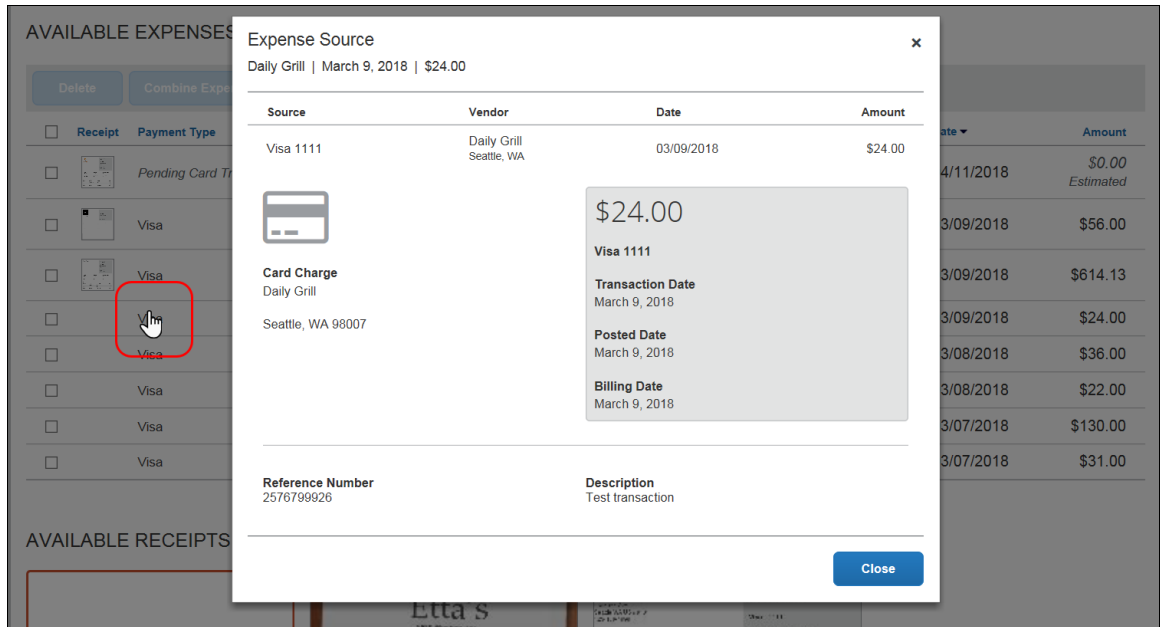 AVAILABLE EXPENSES
Delete
Combine Expe
Receipt Payment Type
ate
Amount
Pending Card Tr
4/11/2018
$0.00
Estimated
Visa
3/09/2018
$56.00
Visa
3/09/2018
$614.13
3/09/2018
$24.00
Visa
3/08/2018
$36.00
Visa
3/08/2018
$22.00
Visa
3/07/2018
$130.00
Visa
3/07/2018
$31.00
AVAILABLE RECEIPTS
Etta's
Expense Source
×
Daily Grill | March 9, 2018 | $24.00
Source Vendor Date Amount
Visa 1111 Daily Grill 03/09/2018 $24.00
Seattle, WA
Card Charge
Daily Grill
Seattle, WA 98007
$24.00
Visa 1111
Transaction Date
March 9, 2018
Posted Date
March 9, 2018
Billing Date
March 9, 2018
Reference Number
2576799926
Description
Test transaction
Close